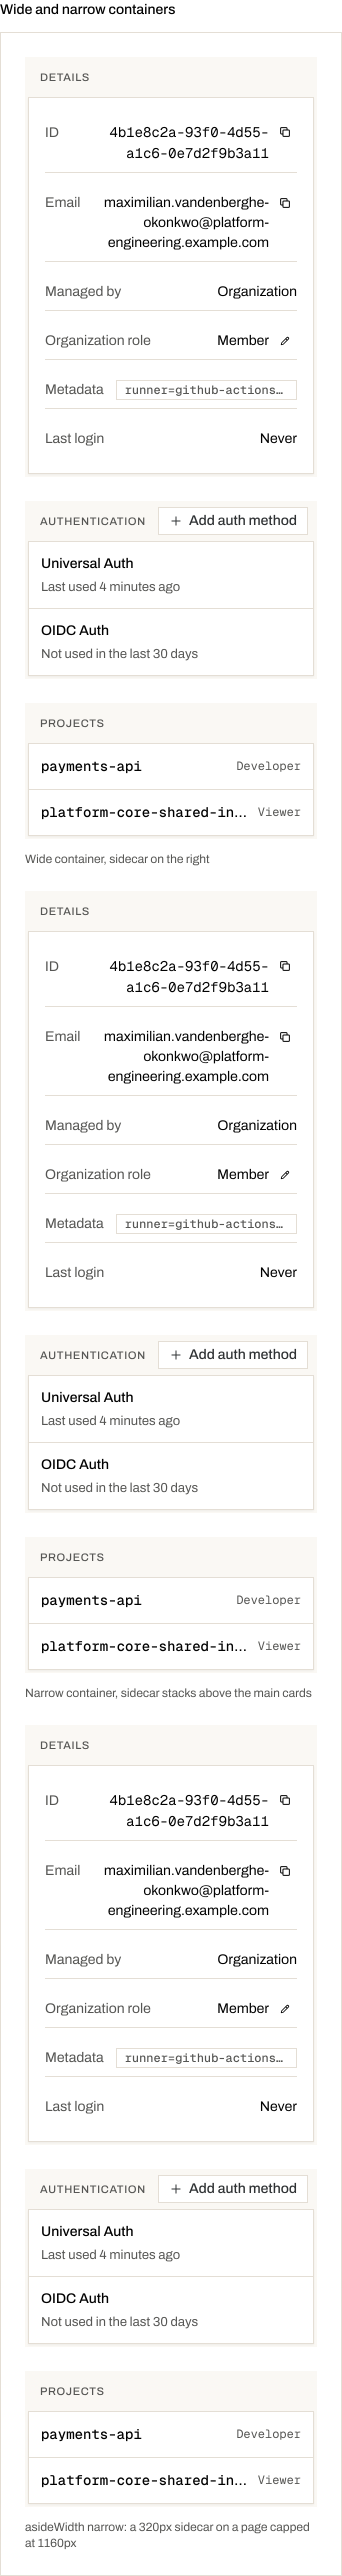 Wide and narrow containers
DETAILS
ID
4b1e8c2a-93f0-4d55-
a1c6-0e7d2f9b3a11
Email
maximilian.vandenberghe-
okonkwo@platform-
engineering.example.com
Managed by
Organization
Organization role
Member
Metadata
runner=github-actions…
Last login
Never
AUTHENTICATION
+ Add auth method
Universal Auth
Last used 4 minutes ago
OIDC Auth
Not used in the last 30 days
PROJECTS
payments-api
Developer
platform-core-shared-in…
Viewer
Wide container, sidecar on the right
DETAILS
ID
4b1e8c2a-93f0-4d55-
a1c6-0e7d2f9b3a11
Email
maximilian.vandenberghe-
okonkwo@platform-
engineering.example.com
Managed by
Organization
Organization role
Member
Metadata
runner=github-actions…
Last login
Never
AUTHENTICATION
+ Add auth method
Universal Auth
Last used 4 minutes ago
OIDC Auth
Not used in the last 30 days
PROJECTS
payments-api
Developer
platform-core-shared-in…
Viewer
Narrow container, sidecar stacks above the main cards
DETAILS
ID
4b1e8c2a-93f0-4d55-
a1c6-0e7d2f9b3a11
Email
maximilian.vandenberghe-
okonkwo@platform-
engineering.example.com
Managed by
Organization
Organization role
Member
Metadata
runner=github-actions…
Last login
Never
AUTHENTICATION
+ Add auth method
Universal Auth
Last used 4 minutes ago
OIDC Auth
Not used in the last 30 days
PROJECTS
payments-api
Developer
platform-core-shared-in…
Viewer
asideWidth narrow: a 320px sidecar on a page capped
at 1160px